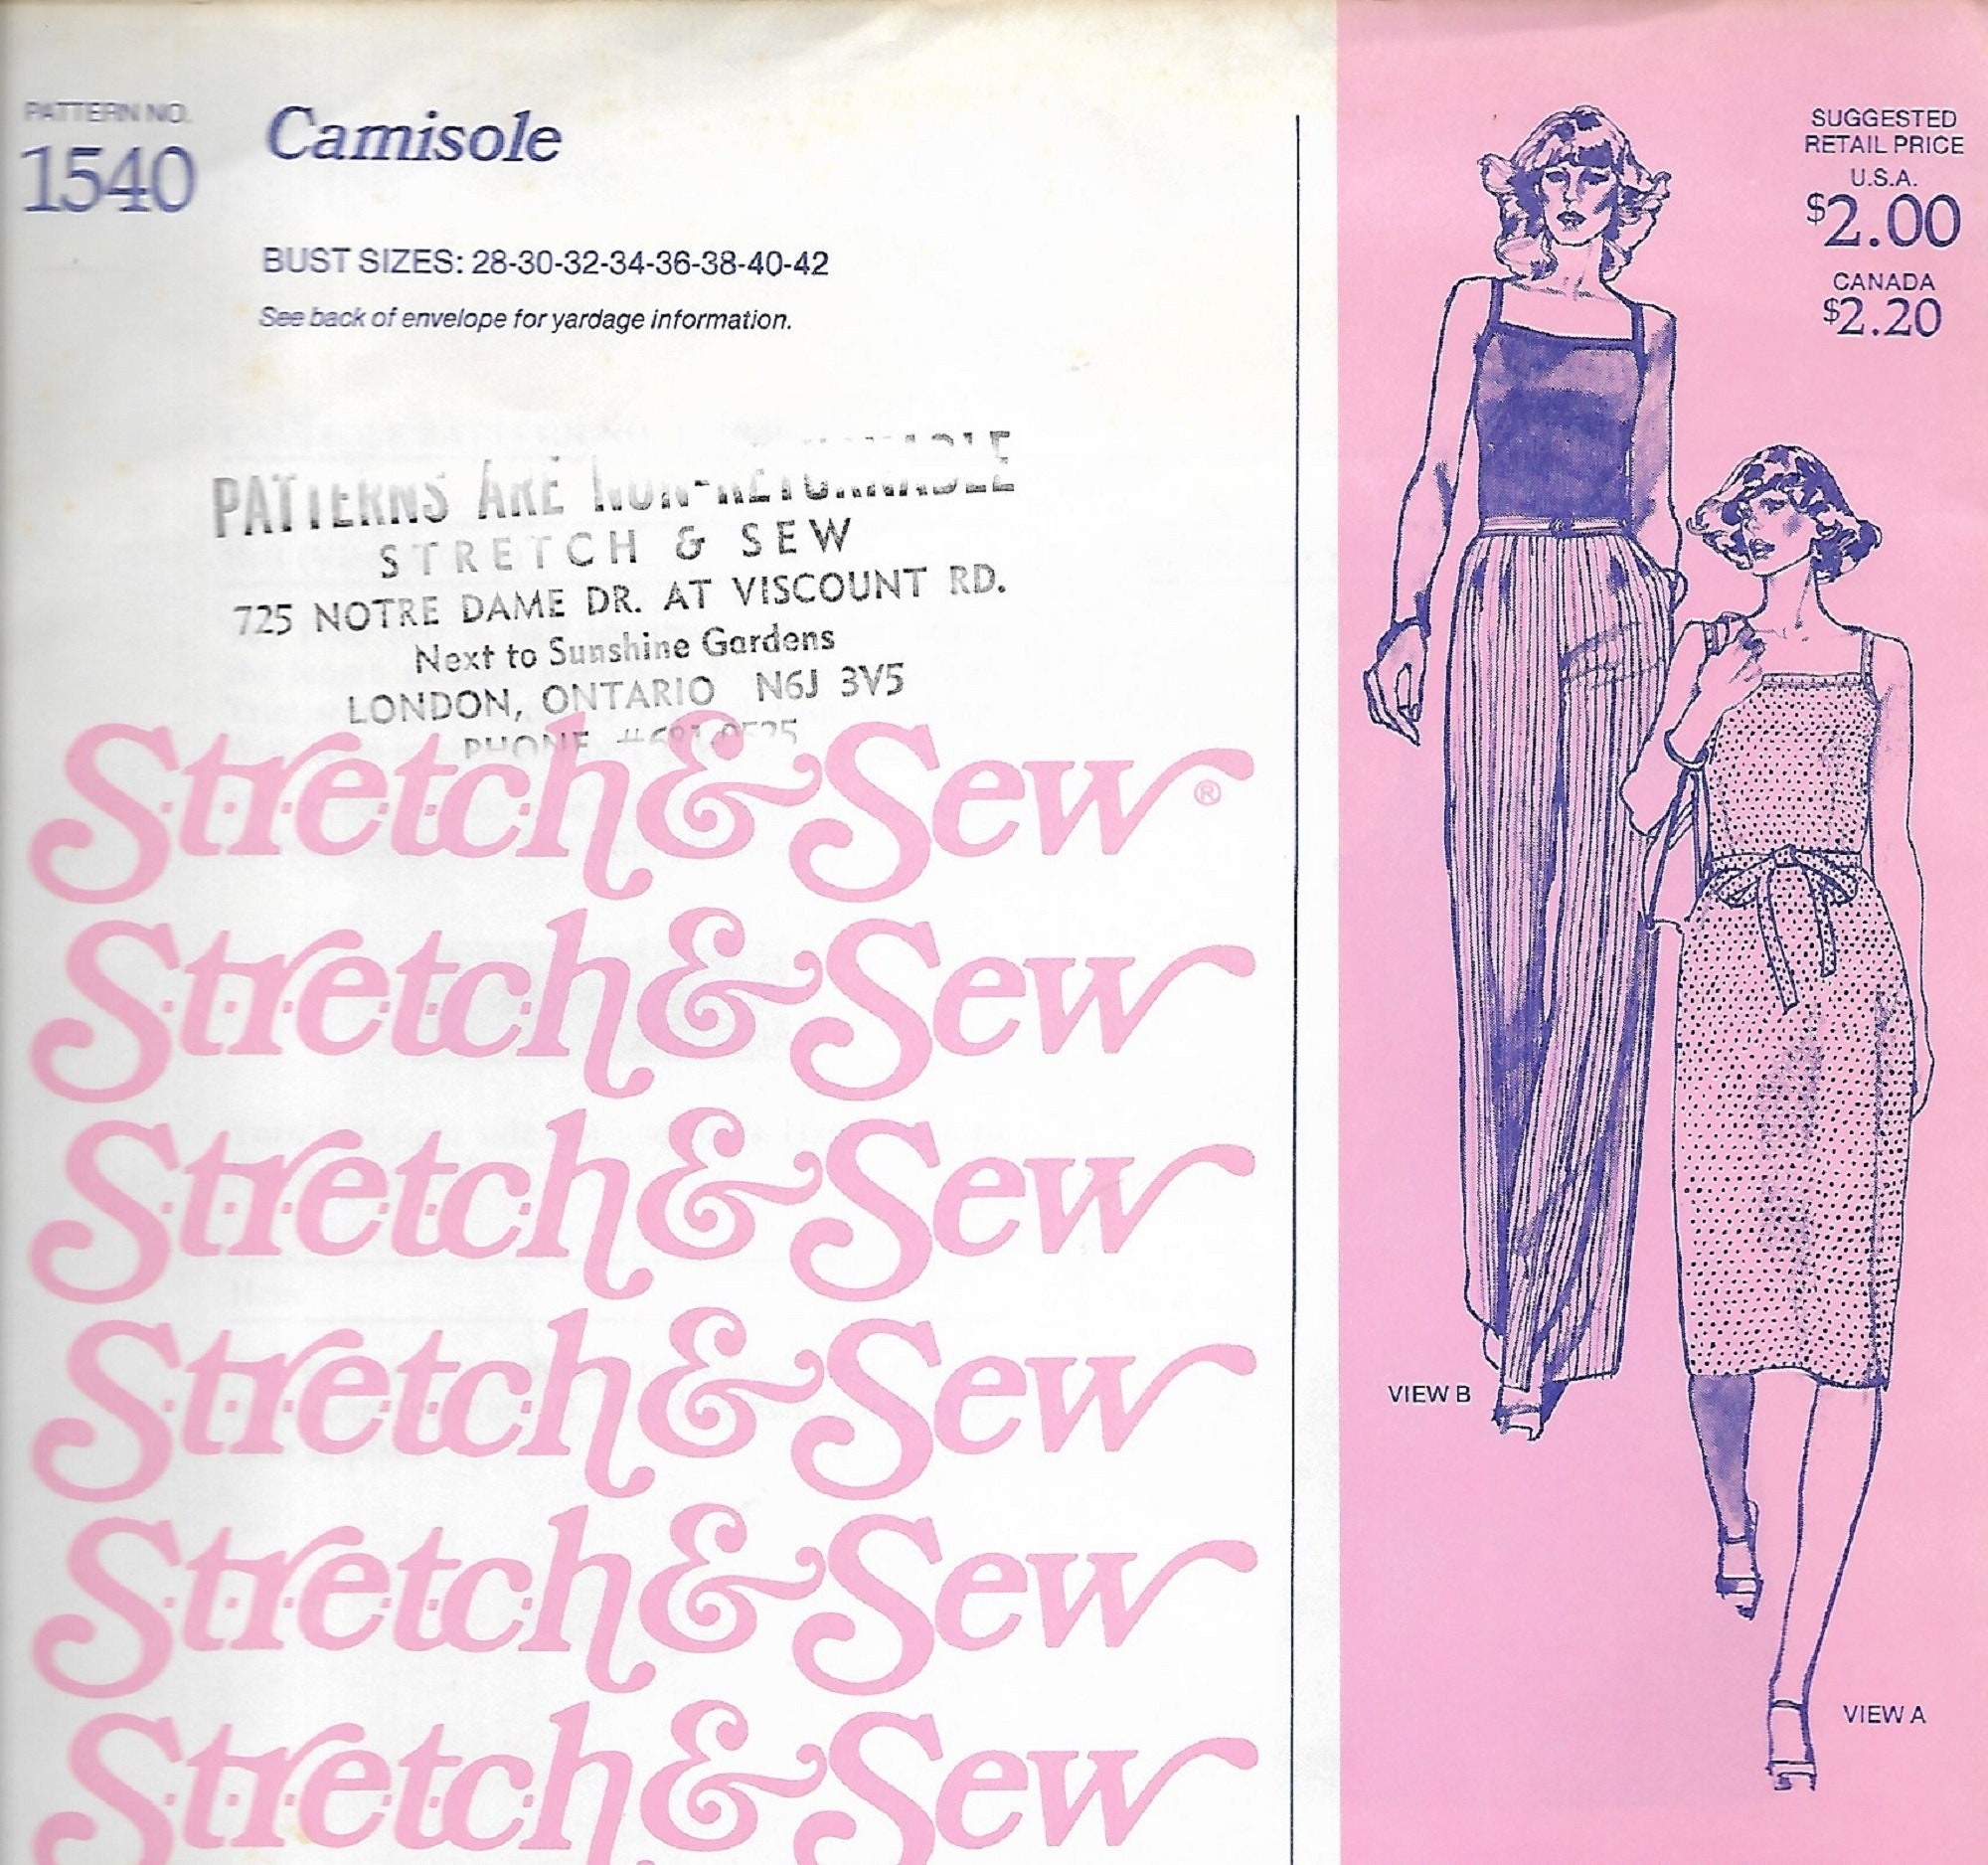 PATTERN NO.
1540
Camisole
BUST SIZES: 28-30-32-34-36-38-40-42
See back of envelope for yardage information.
PATTERNS ARE NON-RETURNABLE
STRETCH & SEW
725 NOTRE DAME DR. AT VISCOUNT RD.
Next to Sunshine Gardens
LONDON, ONTARIO N6J 3V5
PHONE
Stretch & Sew®
Stretch & Sew
Stretch & Sew
Stretch & Sew
Stretch & Sew
Stretch & Sew
SUGGESTED
RETAIL PRICE
U.S.A.
$2.00
CANADA
$2.20
VIEW B
VIEW A